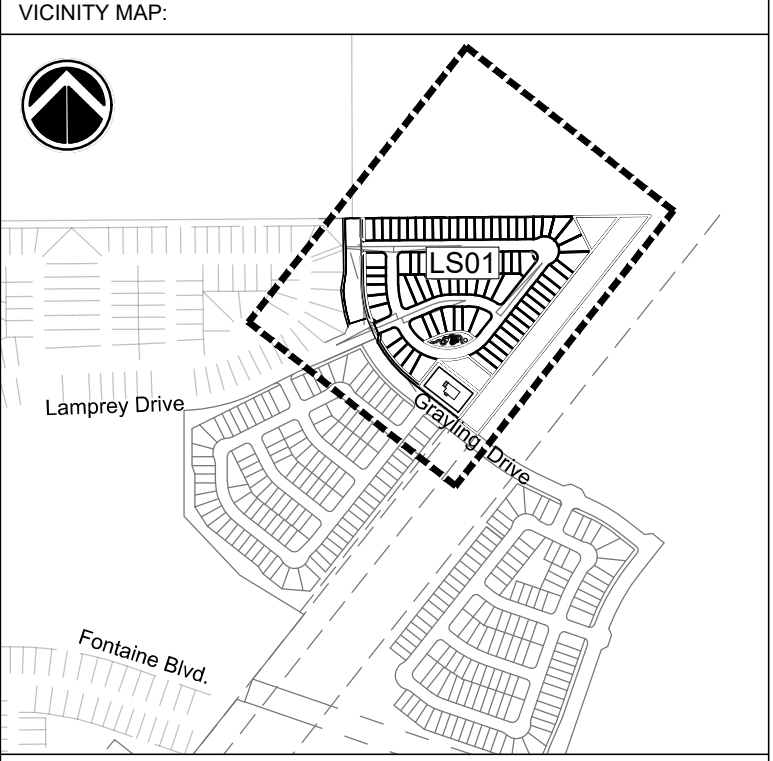 VICINITY MAP:
LS01
Lamprey Drive
Grayling Drive
Fontaine Blvd.